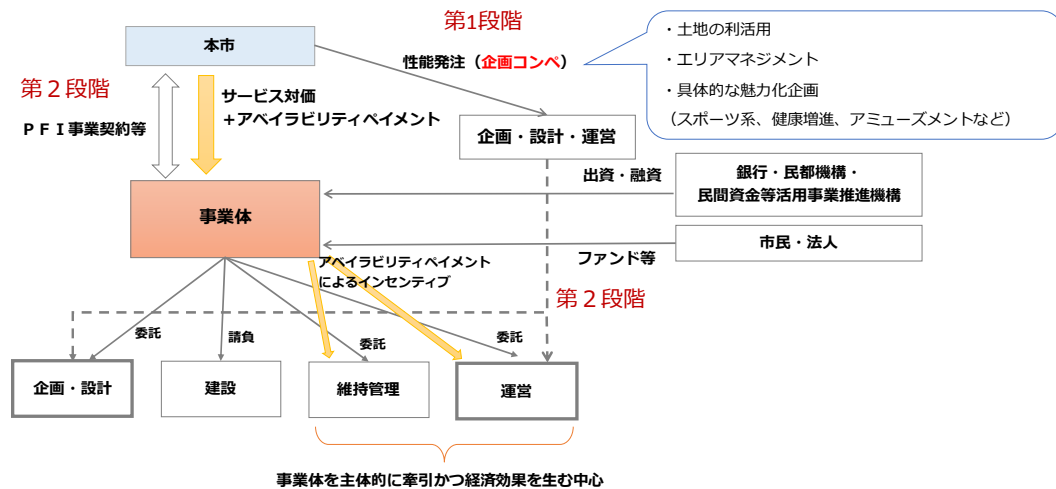 第1段階
・土地の利活用
・エリアマネジメント
・具体的な魅力化企画
（スポーツ系、健康増進、アミューズメントなど）
本市
性能発注（企画コンペ）
第２段階
サービス対価
＋アベイラビリティペイメント
ＰＦＩ事業契約等
企画・設計・運営
出資・融資
銀行・民都機構・
民間資金等活用事業推進機構
事業体
市民・法人
ファンド等
アベイラビリティペイメント
によるインセンティブ
第２段階
委託
請負
委託
委託
企画・設計
建設
維持管理
運営
事業体を主体的に牽引かつ経済効果を生む中心